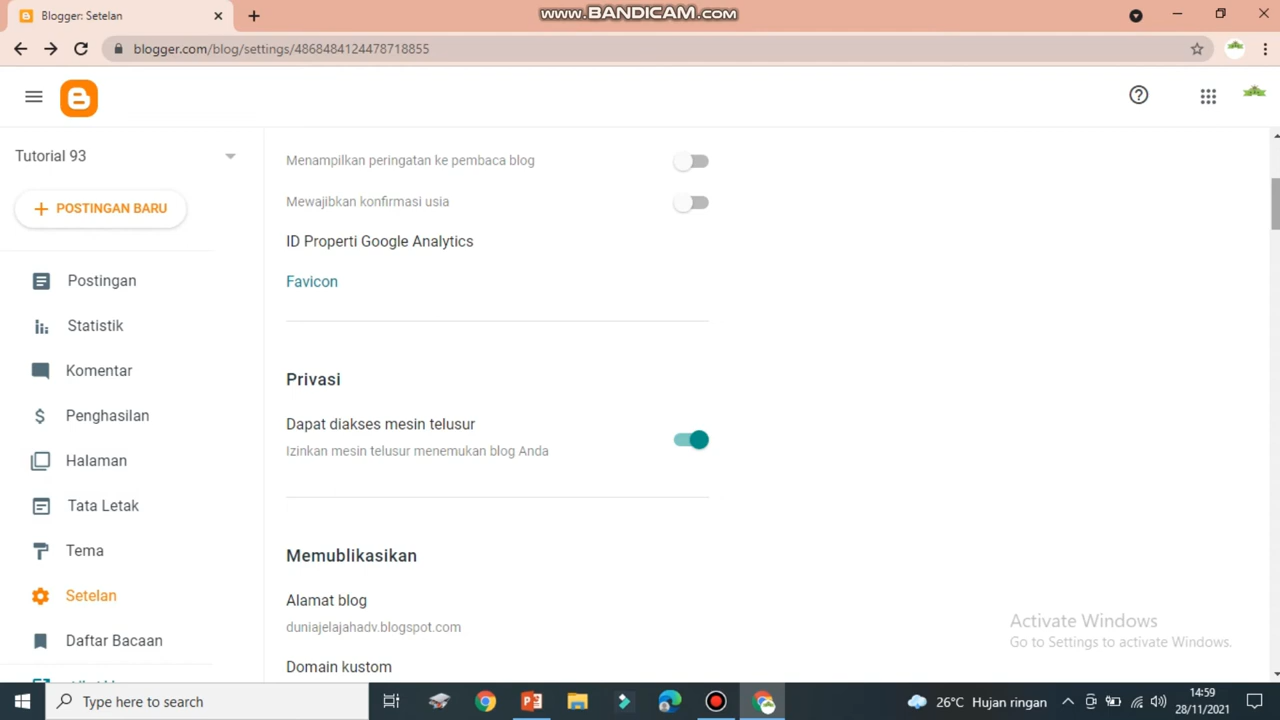 Blogger: Setelan
www.BANDICAM.com
blogger.com/blog/settings/4868484124478718855
Tutorial 93
POSTINGAN BARU
Postingan
Statistik
Komentar
Penghasilan
Halaman
Tata Letak
Tema
Setelan
Daftar Bacaan
Menampilkan peringatan ke pembaca blog
Mewajibkan konfirmasi usia
ID Properti Google Analytics
Favicon
Privasi
Dapat diakses mesin telusur
Izinkan mesin telusur menemukan blog Anda
Memublikasikan
Alamat blog
duniajelajahadv.blogspot.com
Domain kustom
Activate Windows
Go to Settings to activate Windows.
Type here to search
26°C Hujan ringan
14:59
28/11/2021